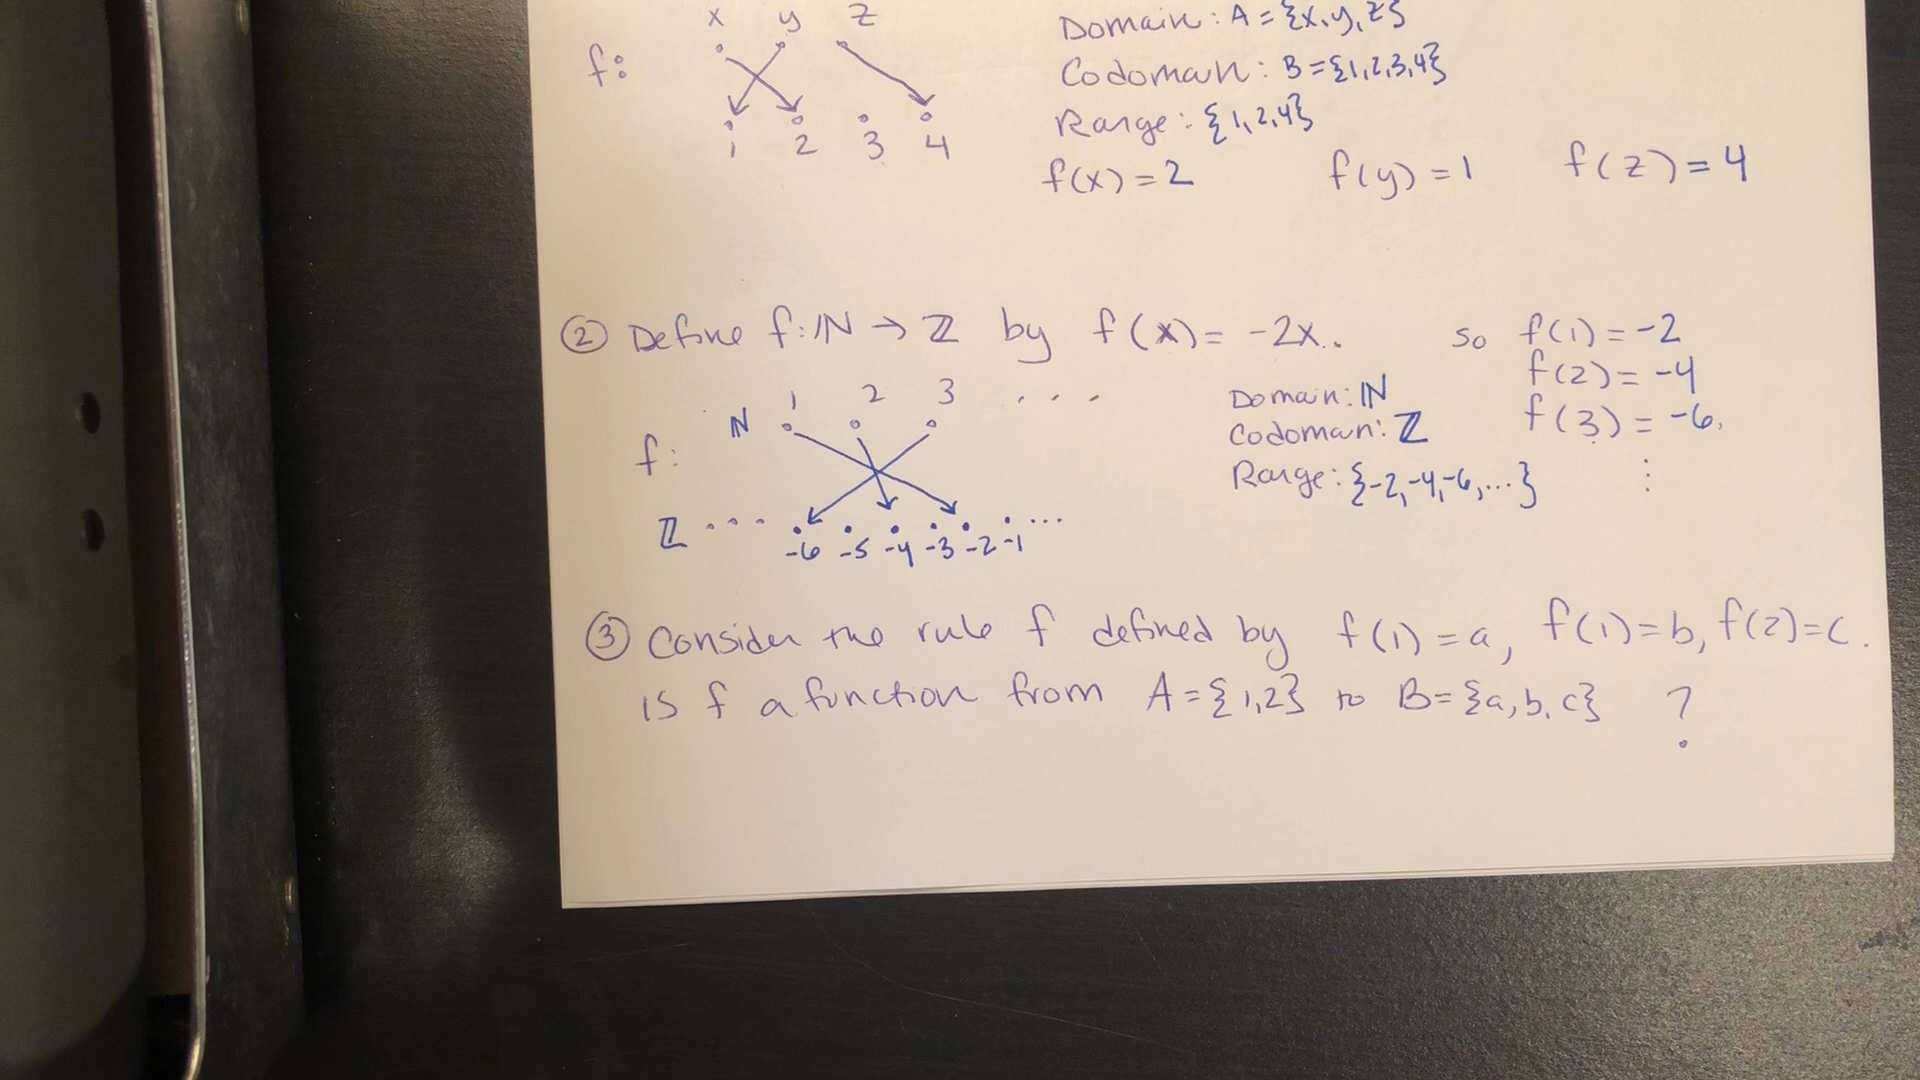 x y z
f:
1 2 3 4
Domain: A = {x, y, z}
Codoman: B = {1,2,3,4}
Range: {1,2,4}
f(x) = 2 f(y) = 1 f(z) = 4
② Define f: ℕ → ℤ by f(x) = -2x.. so f(1) = -2
f(2) = -4
f(3) = -6,
⋮
1 2 3 . . .
ℕ
f:
ℤ ... -6 -5 -4 -3 -2 -1 ...
Domain: ℕ
Codoman: ℤ
Range: {-2, -4, -6, ...}
③ Consider the rule f defined by f(1) = a, f(1) = b, f(2) = c.
is f a function from A = {1,2} to B = {a, b, c} ?